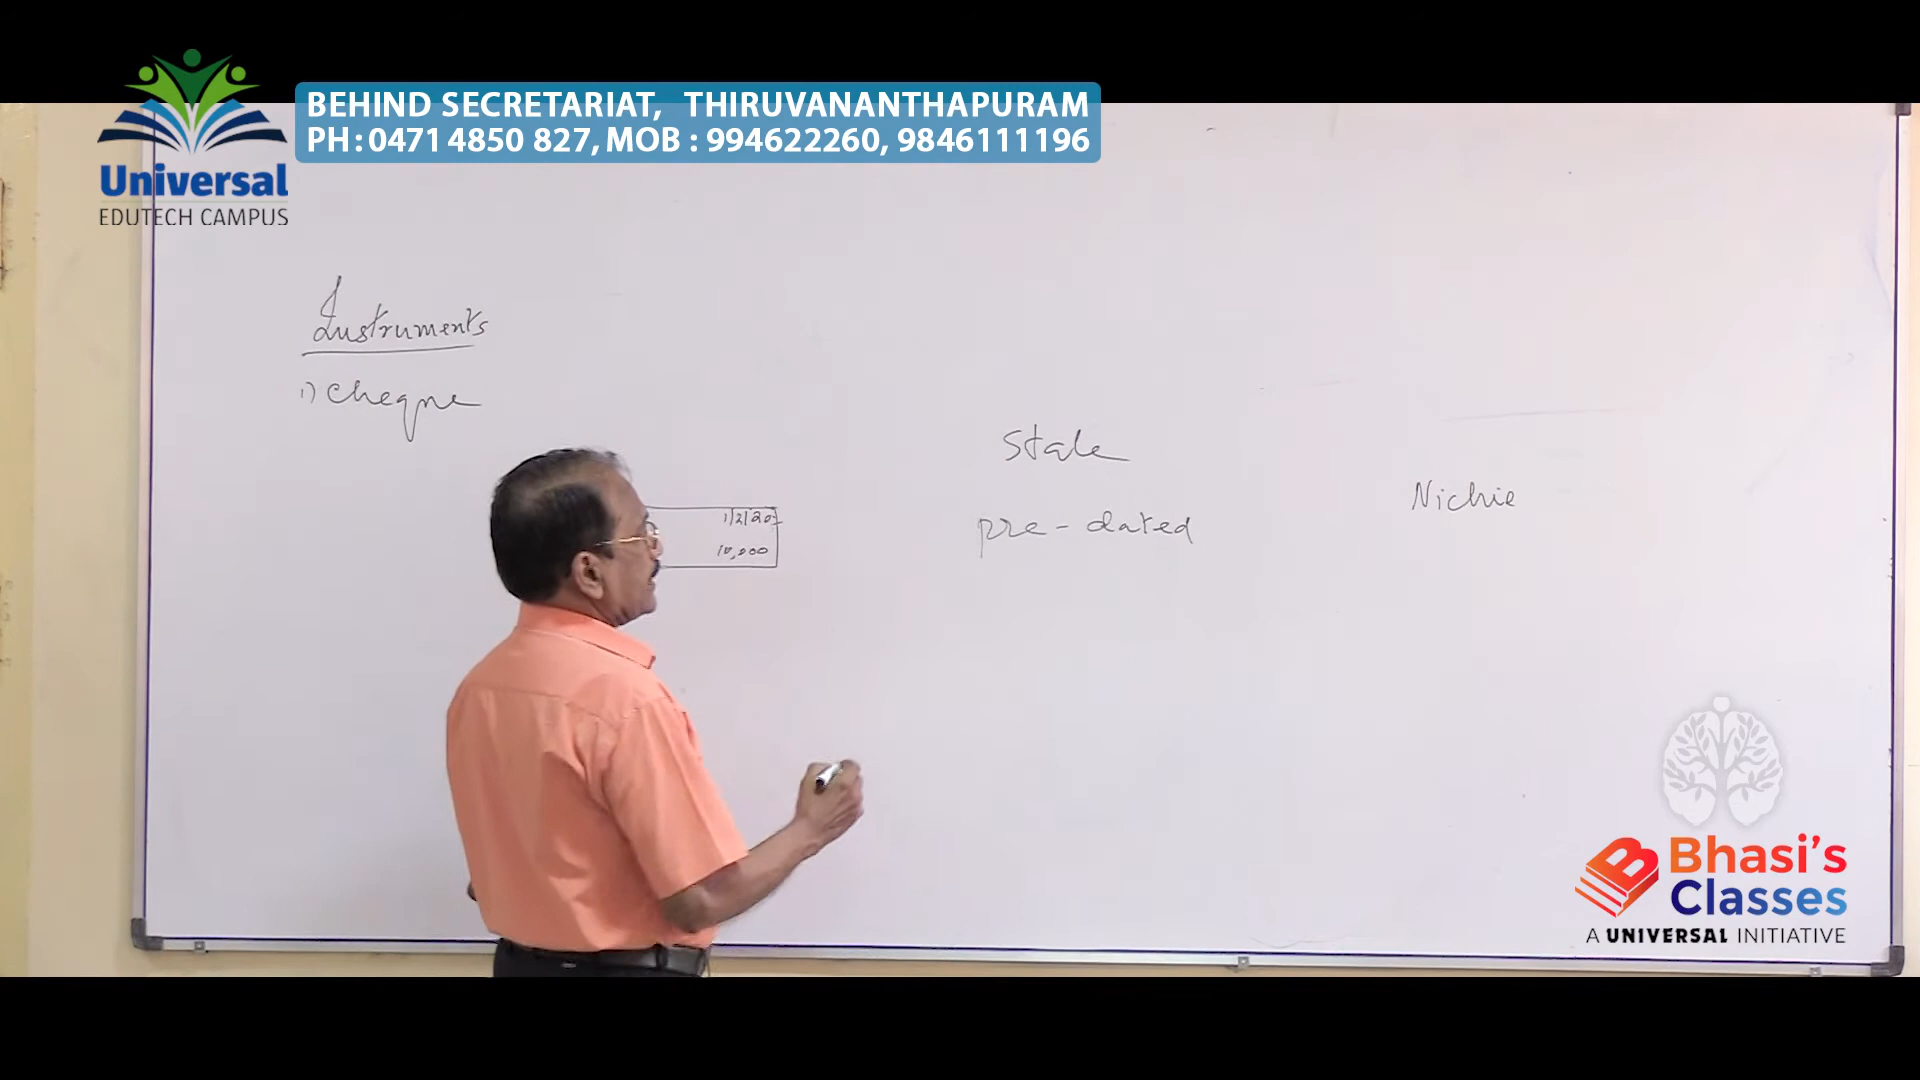 BEHIND SECRETARIAT, THIRUVANANTHAPURAM
PH : 0471 4850 827, MOB : 994622260, 9846111196
Universal
EDUTECH CAMPUS
Instruments
1) Cheque
1/2/20
10,000
Stale
pre-dated
Nichie
Bhasi's
Classes
A UNIVERSAL INITIATIVE